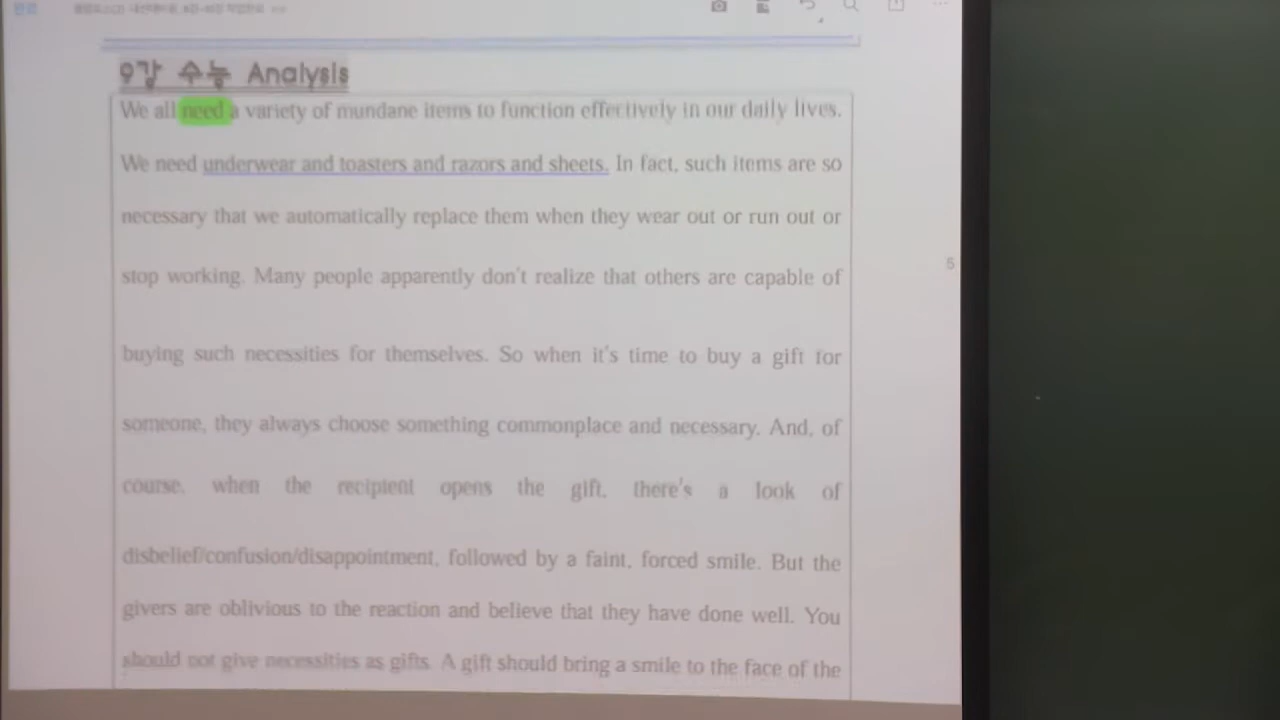 완료
9강 수능 Analysis
We all need a variety of mundane items to function effectively in our daily lives.
We need underwear and toasters and razors and sheets. In fact, such items are so
necessary that we automatically replace them when they wear out or run out or
stop working. Many people apparently don't realize that others are capable of
5
buying such necessities for themselves. So when it's time to buy a gift for
someone, they always choose something commonplace and necessary. And, of
course, when the recipient opens the gift, there's a look of
disbelief/confusion/disappointment, followed by a faint, forced smile. But the
givers are oblivious to the reaction and believe that they have done well. You
should not give necessities as gifts. A gift should bring a smile to the face of the